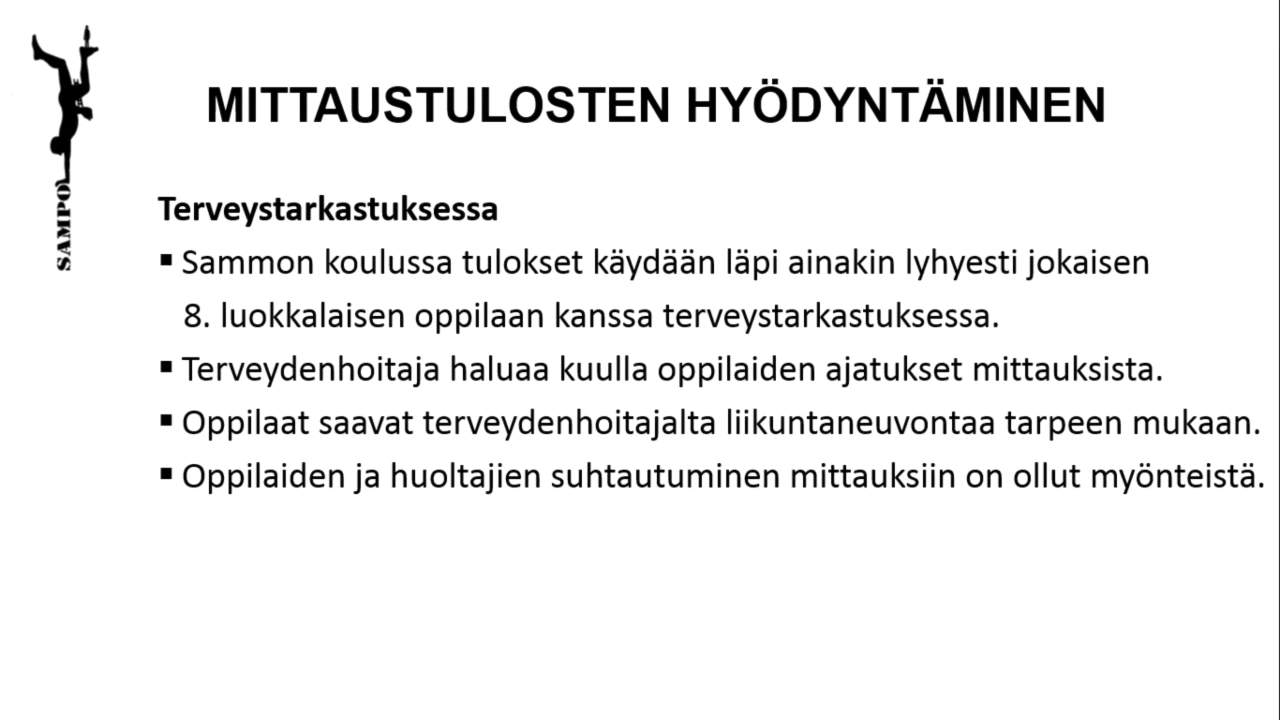 SAMPO
MITTAUSTULOSTEN HYÖDYNTÄMINEN
Terveystarkastuksessa
▪ Sammon koulussa tulokset käydään läpi ainakin lyhyesti jokaisen
8. luokkalaisen oppilaan kanssa terveystarkastuksessa.
▪ Terveydenhoitaja haluaa kuulla oppilaiden ajatukset mittauksista.
▪ Oppilaat saavat terveydenhoitajalta liikuntaneuvontaa tarpeen mukaan.
▪ Oppilaiden ja huoltajien suhtautuminen mittauksiin on ollut myönteistä.